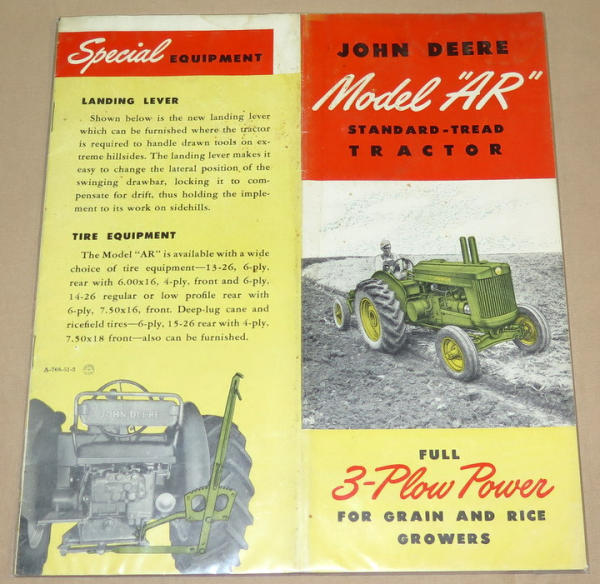 Special EQUIPMENT
LANDING LEVER
Shown below is the new landing lever
which can be furnished where the tractor
is required to handle drawn tools on ex-
treme hillsides. The landing lever makes it
easy to change the lateral position of the
swinging drawbar, locking it to com-
pensate for drift, thus holding the imple-
ment to its work on sidehills.
TIRE EQUIPMENT
The Model "AR" is available with a wide
choice of tire equipment—13-26, 6-ply,
rear with 6.00x16, 4-ply, front and 6-ply,
14-26 regular or low profile rear with
6-ply, 7.50x16, front. Deep-lug cane and
ricefield tires—6-ply, 15-26 rear with 4-ply,
7.50x18 front—also can be furnished.
JOHN DEERE
JOHN DEERE
Model "AR"
STANDARD-TREAD
TRACTOR
FULL
3-Plow Power
FOR GRAIN AND RICE
GROWERS